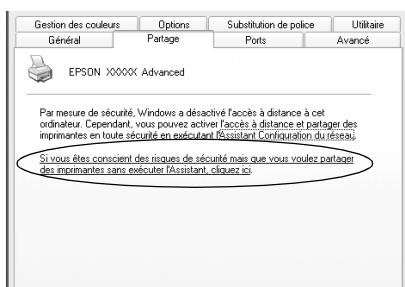 Gestion des couleurs Options Substitution de police Utilitaire
Général Partage Ports Avancé
EPSON XXXXX Advanced
Par mesure de sécurité, Windows a désactivé l'accès à distance à cet
ordinateur. Cependant, vous pouvez activer l'accès à distance et partager des
imprimantes en toute sécurité en exécutant l'Assistant Configuration du réseau.
Si vous êtes conscient des risques de sécurité mais que vous voulez partager
des imprimantes sans exécuter l'Assistant, cliquez ici.